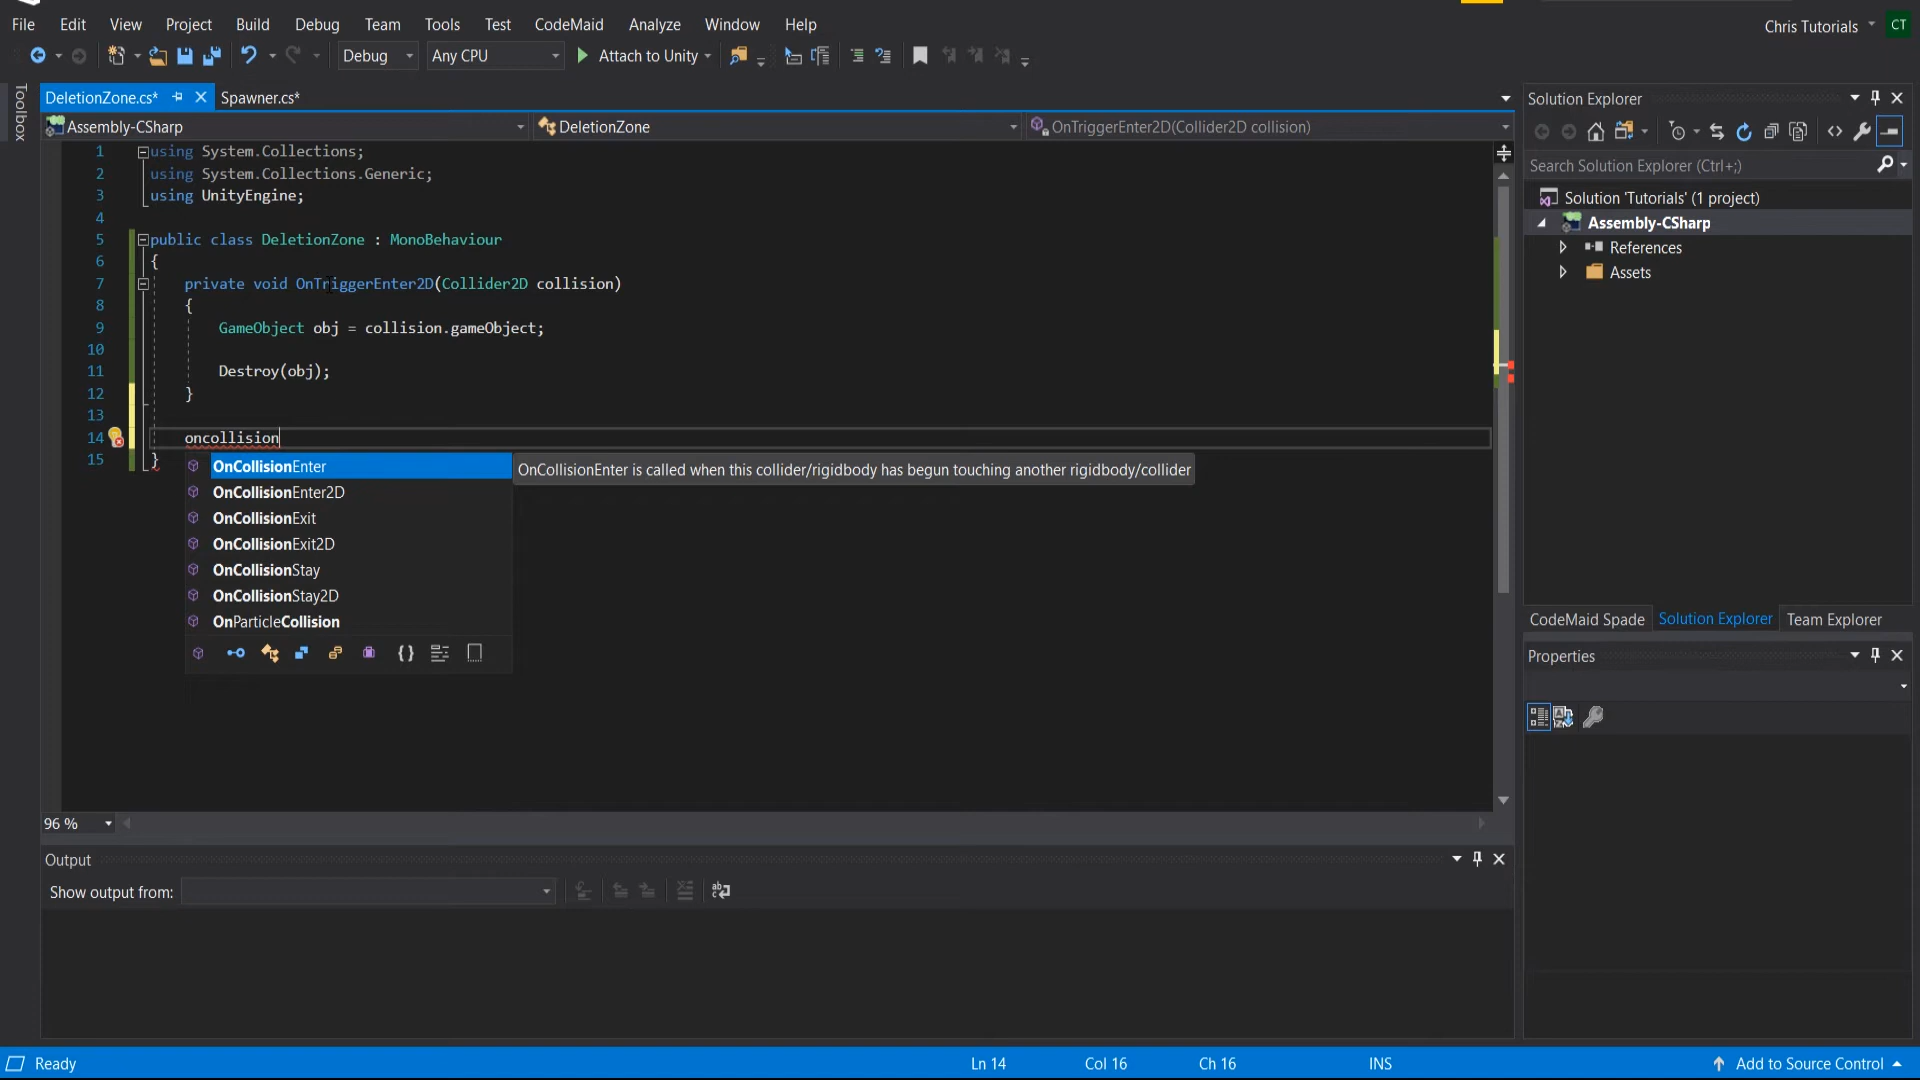 File Edit View Project Build Debug Team Tools Test CodeMaid Analyze Window Help
Chris Tutorials CT
Debug Any CPU Attach to Unity
Toolbox
DeletionZone.cs* Spawner.cs*
Assembly-CSharp DeletionZone OnTriggerEnter2D(Collider2D collision)
1 using System.Collections;
2 using System.Collections.Generic;
3 using UnityEngine;
4
5 public class DeletionZone : MonoBehaviour
6 {
7 private void OnTriggerEnter2D(Collider2D collision)
8 {
9 GameObject obj = collision.gameObject;
10
11 Destroy(obj);
12 }
13
14 oncollision
15 }
OnCollisionEnter
OnCollisionEnter is called when this collider/rigidbody has begun touching another rigidbody/collider
OnCollisionEnter2D
OnCollisionExit
OnCollisionExit2D
OnCollisionStay
OnCollisionStay2D
OnParticleCollision
96 %
Output
Show output from:
Solution Explorer
Search Solution Explorer (Ctrl+;)
Solution 'Tutorials' (1 project)
Assembly-CSharp
References
Assets
CodeMaid Spade Solution Explorer Team Explorer
Properties
Ready Ln 14 Col 16 Ch 16 INS Add to Source Control